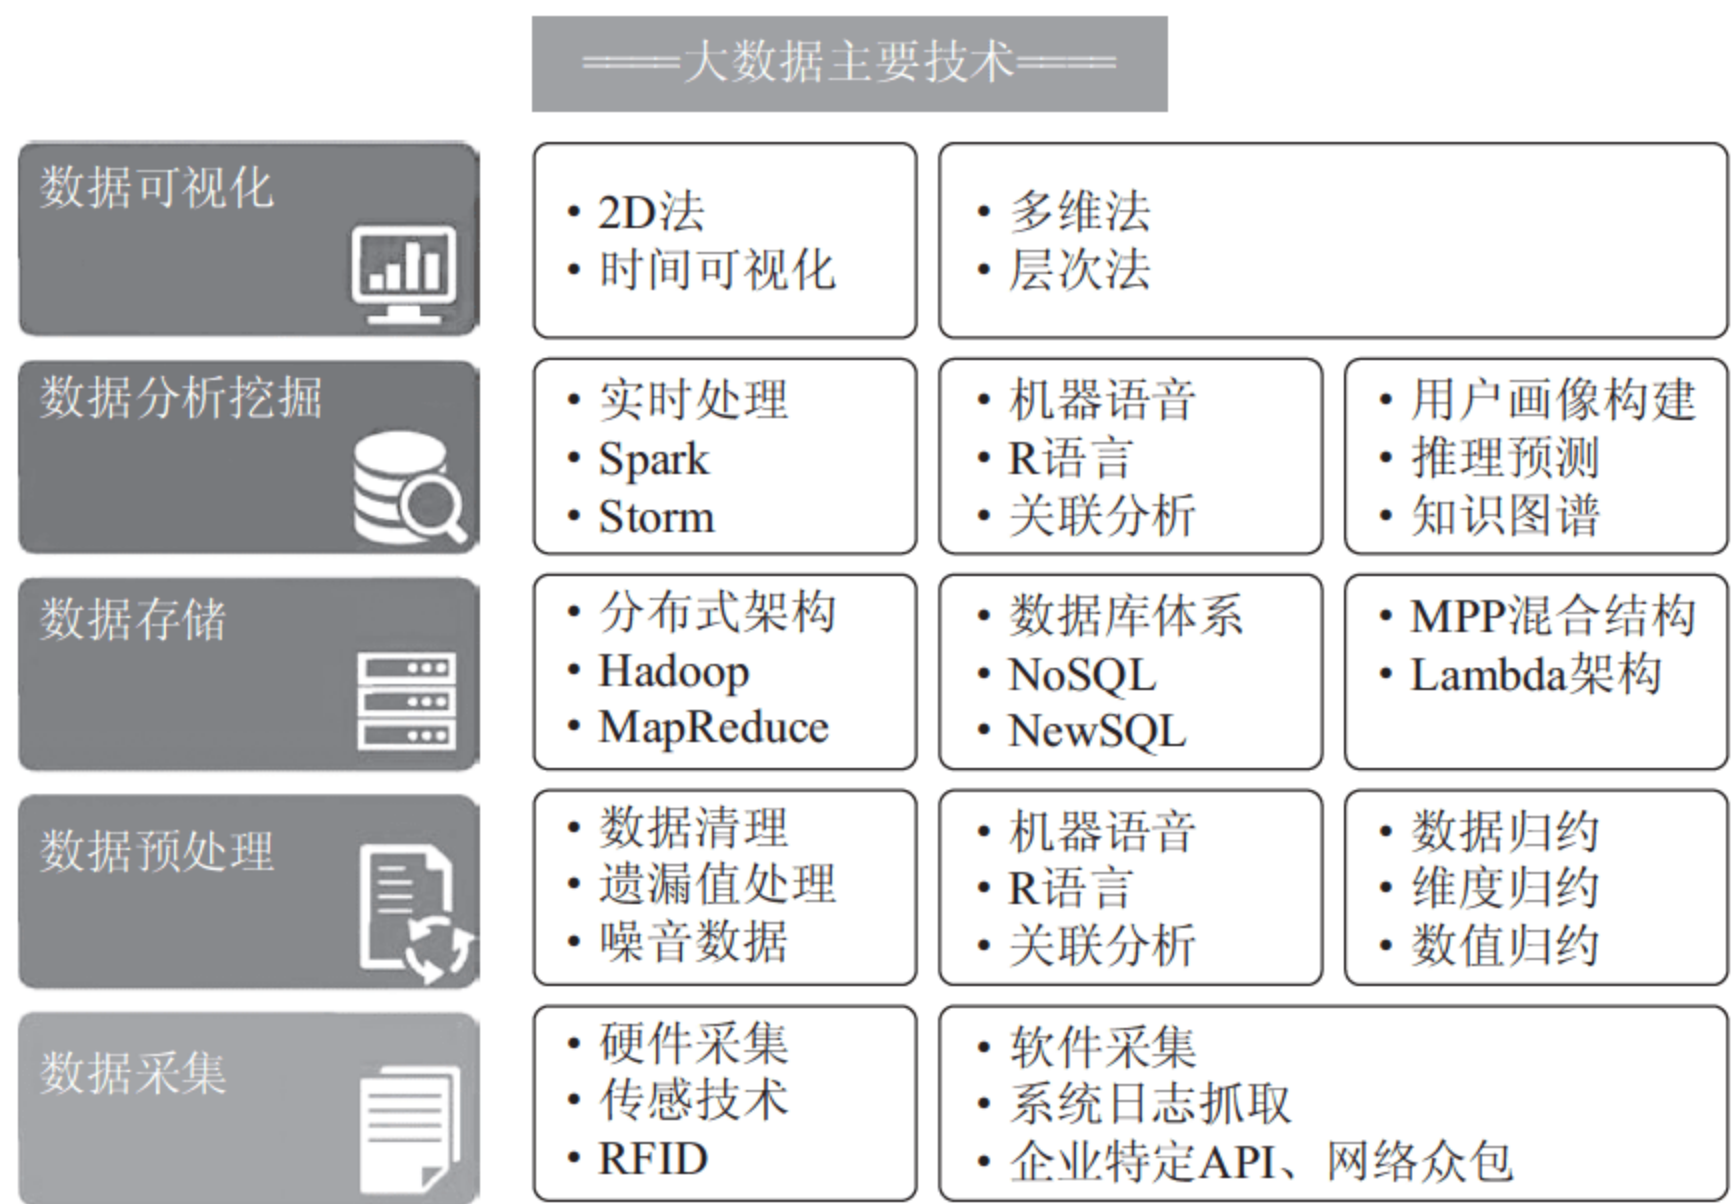 大数据主要技术
数据可视化
• 2D法
• 时间可视化
• 多维法
• 层次法
数据分析挖掘
• 实时处理
• Spark
• Storm
• 机器语音
• R语言
• 关联分析
• 用户画像构建
• 推理预测
• 知识图谱
数据存储
• 分布式架构
• Hadoop
• MapReduce
• 数据库体系
• NoSQL
• NewSQL
• MPP混合结构
• Lambda架构
数据预处理
• 数据清理
• 遗漏值处理
• 噪音数据
• 机器语音
• R语言
• 关联分析
• 数据归约
• 维度归约
• 数值归约
数据采集
• 硬件采集
• 传感技术
• RFID
• 软件采集
• 系统日志抓取
• 企业特定API、网络众包